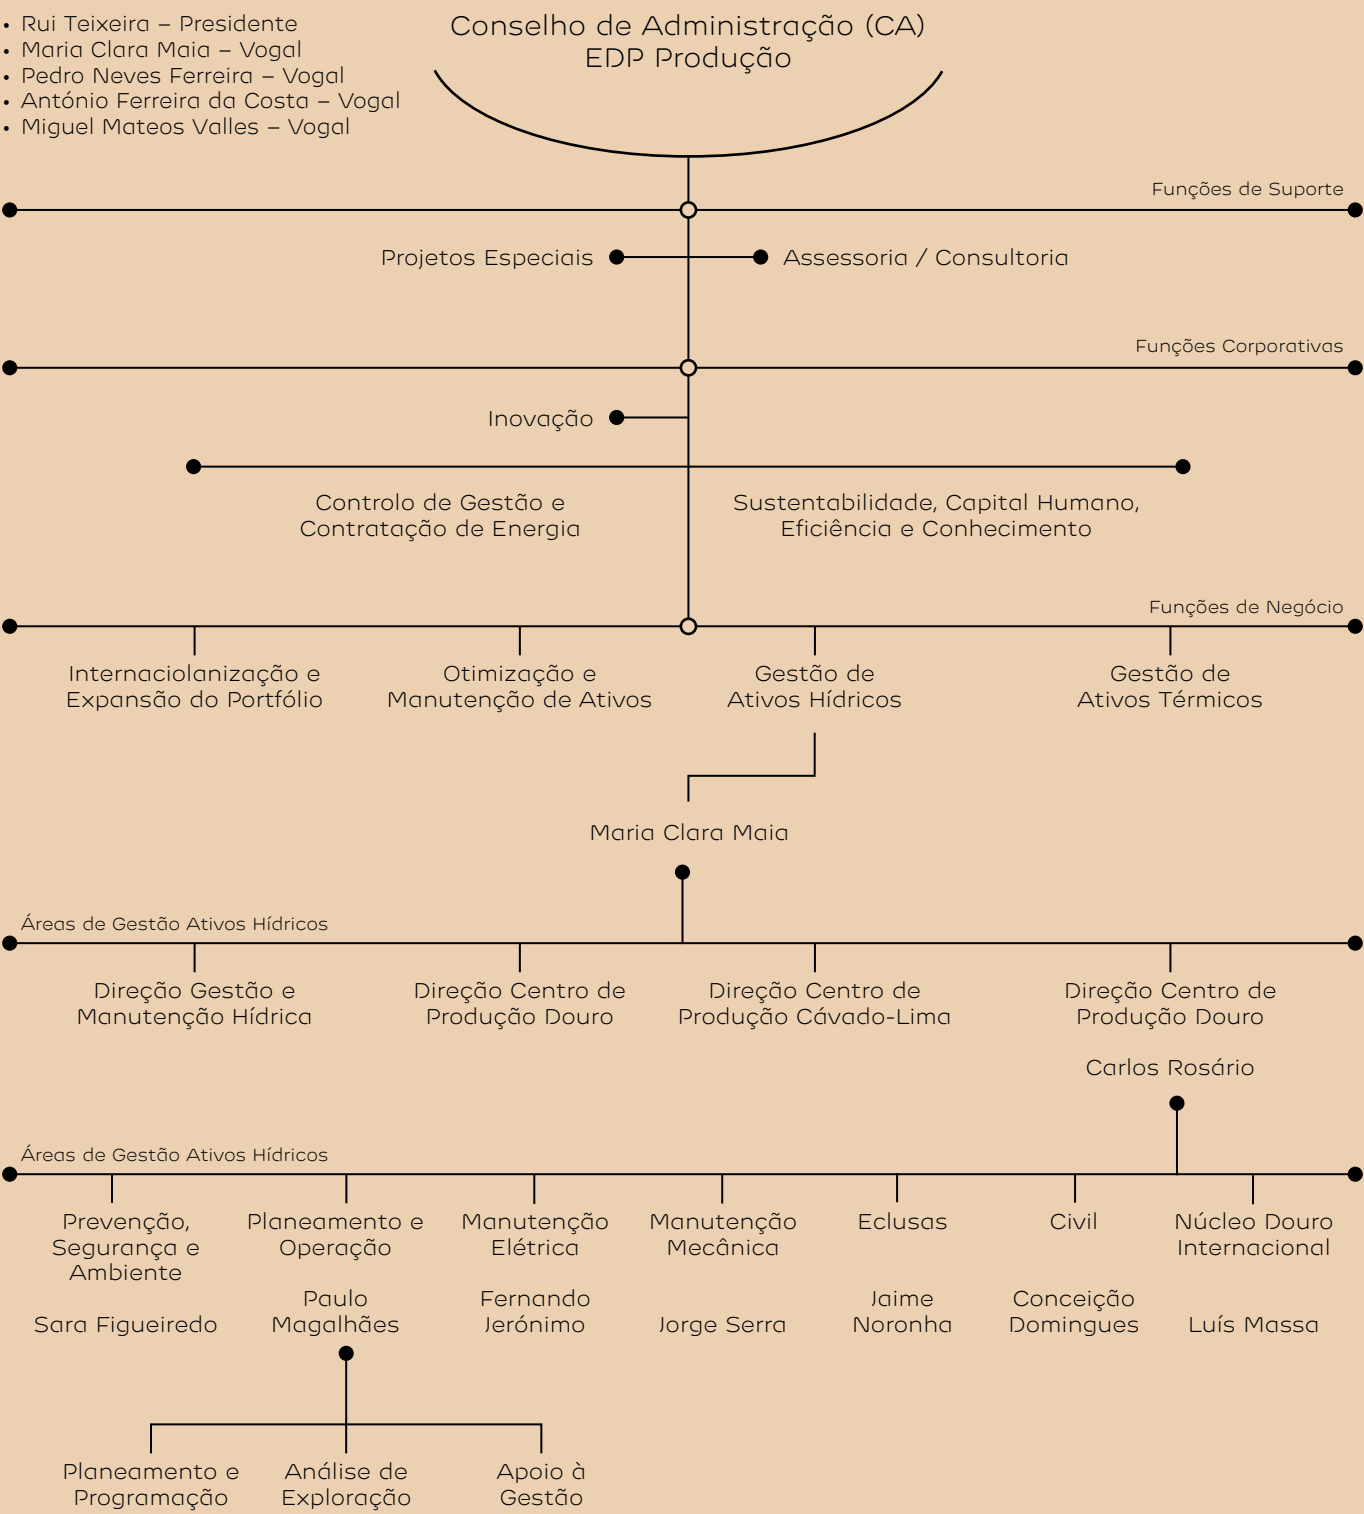 • Rui Teixeira – Presidente
• Maria Clara Maia – Vogal
• Pedro Neves Ferreira – Vogal
• António Ferreira da Costa – Vogal
• Miguel Mateos Valles – Vogal
Conselho de Administração (CA)
EDP Produção
Funções de Suporte
Projetos Especiais
Assessoria / Consultoria
Funções Corporativas
Inovação
Controlo de Gestão e
Contratação de Energia
Sustentabilidade, Capital Humano,
Eficiência e Conhecimento
Funções de Negócio
Internaciolanização e
Expansão do Portfólio
Otimização e
Manutenção de Ativos
Gestão de
Ativos Hídricos
Gestão de
Ativos Térmicos
Maria Clara Maia
Áreas de Gestão Ativos Hídricos
Direção Gestão e
Manutenção Hídrica
Direção Centro de
Produção Douro
Direção Centro de
Produção Cávado-Lima
Direção Centro de
Produção Douro
Carlos Rosário
Áreas de Gestão Ativos Hídricos
Prevenção,
Segurança e
Ambiente
Sara Figueiredo
Planeamento e
Operação
Paulo
Magalhães
Manutenção
Elétrica
Fernando
Jerónimo
Manutenção
Mecânica
Jorge Serra
Eclusas
Jaime
Noronha
Civil
Conceição
Domingues
Núcleo Douro
Internacional
Luís Massa
Planeamento e
Programação
Análise de
Exploração
Apoio à
Gestão